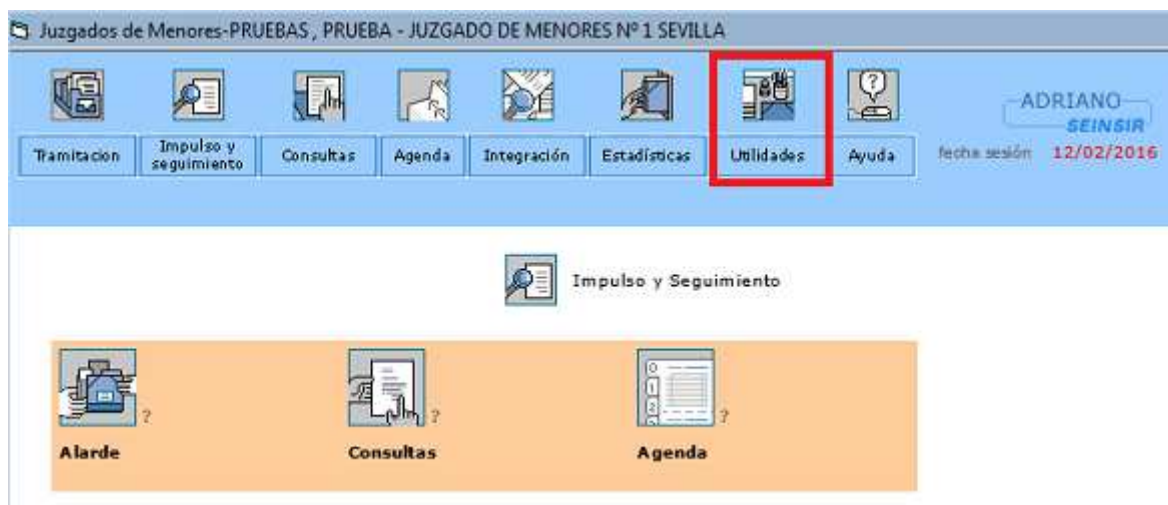 Juzgados de Menores-PRUEBAS , PRUEBA - JUZGADO DE MENORES Nº 1 SEVILLA
ADRIANO
SEINSIR
Tramitacion Impulso y seguimiento Consultas Agenda Integración Estadísticas Utilidades Ayuda fecha sesión 12/02/2016
Impulso y Seguimiento
? ? ?
Alarde Consultas Agenda